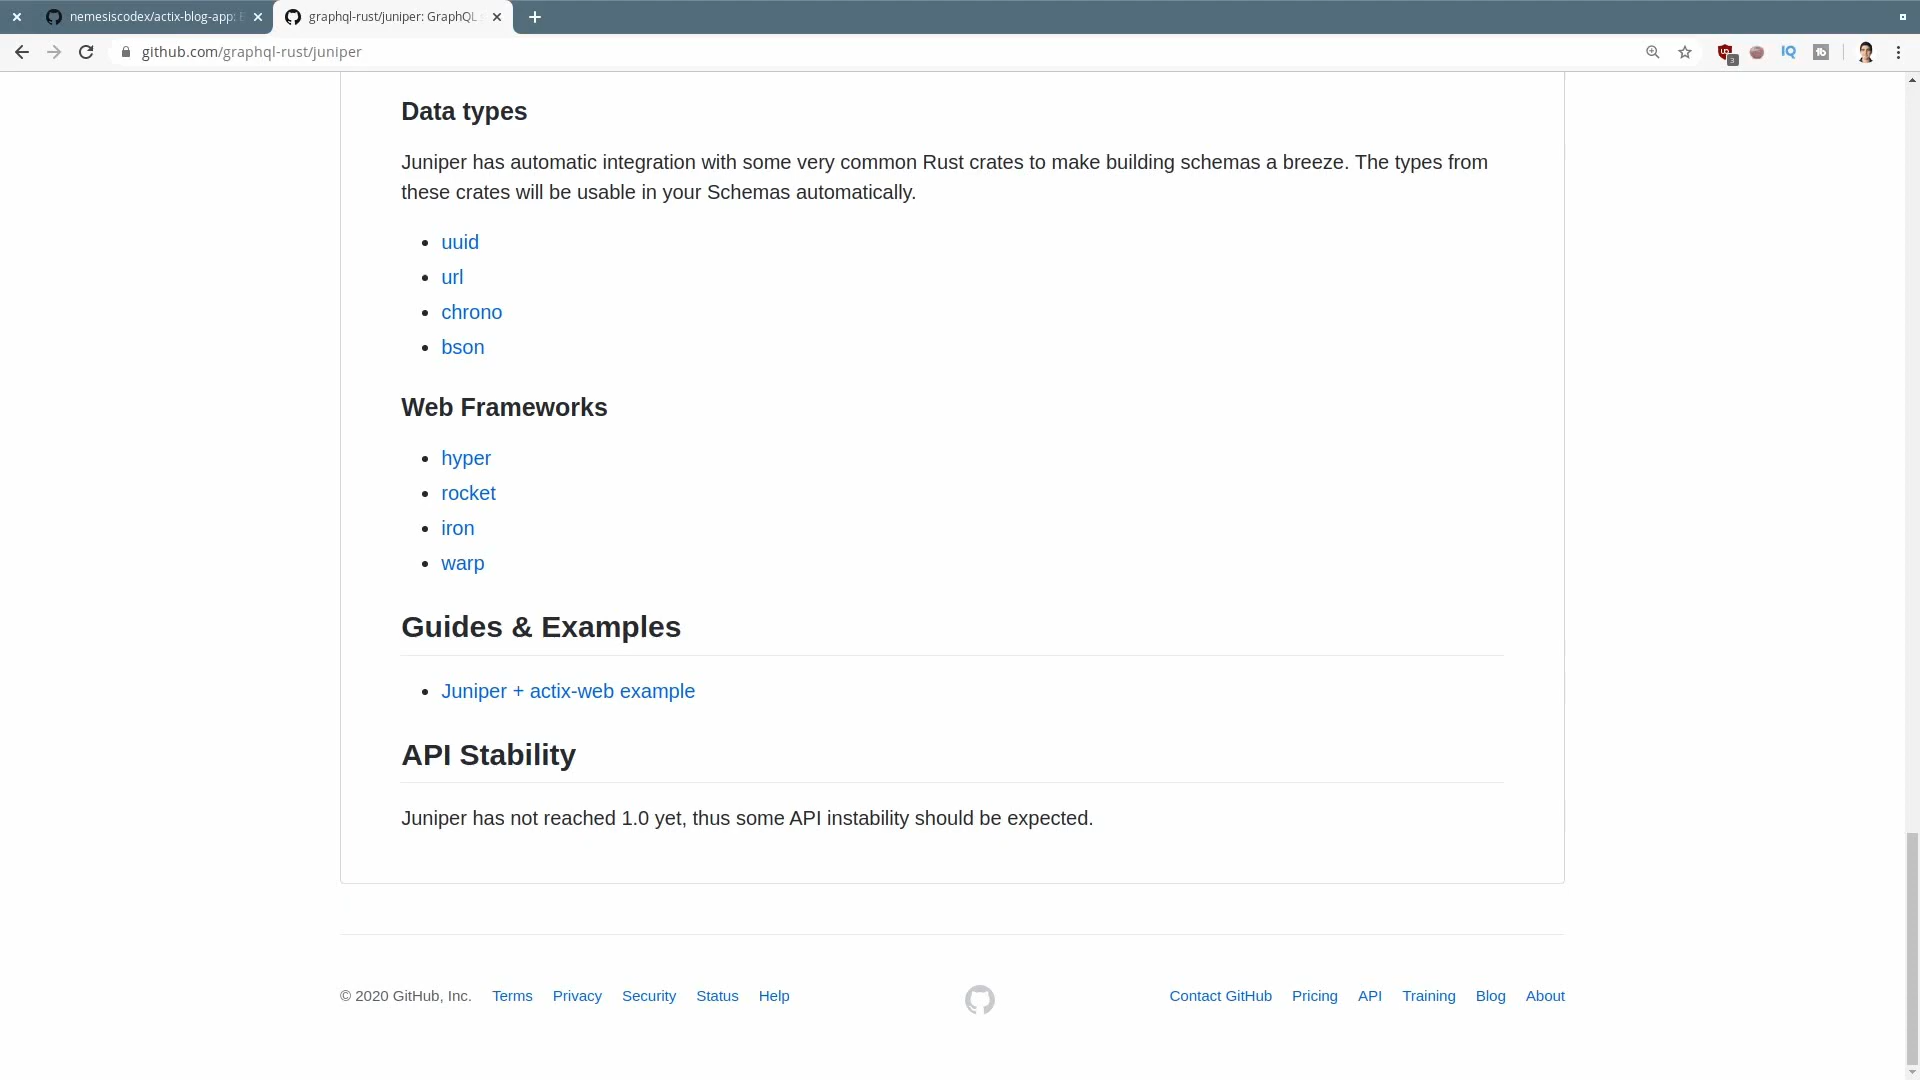 nemesiscodex/actix-blog-app:
graphql-rust/juniper: GraphQL
github.com/graphql-rust/juniper
3
IQ
tb
Data types
Juniper has automatic integration with some very common Rust crates to make building schemas a breeze. The types from
these crates will be usable in your Schemas automatically.
uuid
url
chrono
bson
Web Frameworks
hyper
rocket
iron
warp
Guides & Examples
Juniper + actix-web example
API Stability
Juniper has not reached 1.0 yet, thus some API instability should be expected.
© 2020 GitHub, Inc. Terms Privacy Security Status Help Contact GitHub Pricing API Training Blog About